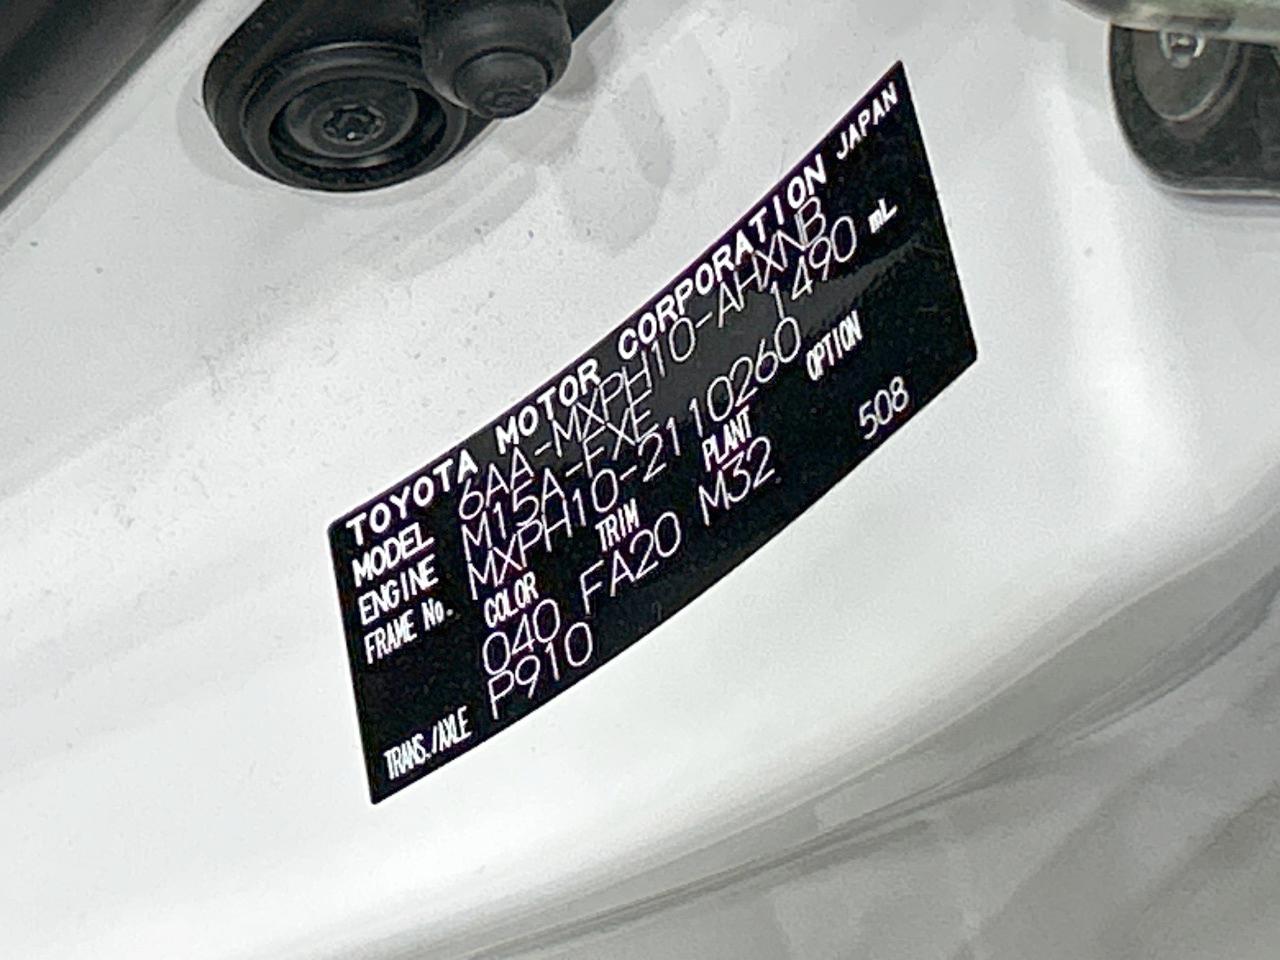 TOYOTA MOTOR CORPORATION JAPAN
MODEL 6AA-MXPH10-AHXNB
ENGINE M15A-FXE 1490 mL
FRAME No. MXPH10-2110260
COLOR TRIM PLANT OPTION
040 FA20 M32 508
TRANS./AXLE P910